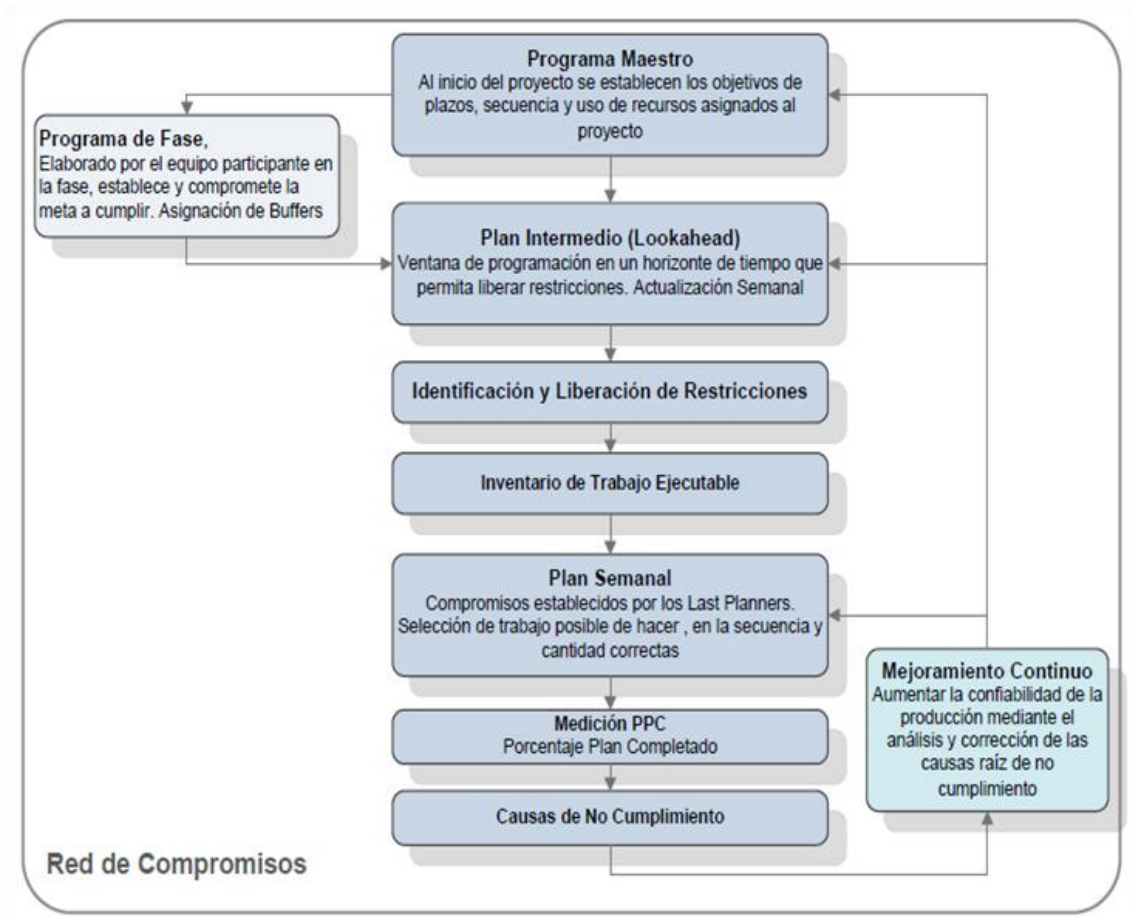 Programa Maestro
Al inicio del proyecto se establecen los objetivos de
plazos, secuencia y uso de recursos asignados al
proyecto
Programa de Fase,
Elaborado por el equipo participante en
la fase, establece y compromete la
meta a cumplir. Asignación de Buffers
Plan Intermedio (Lookahead)
Ventana de programación en un horizonte de tiempo que
permita liberar restricciones. Actualización Semanal
Identificación y Liberación de Restricciones
Inventario de Trabajo Ejecutable
Plan Semanal
Compromisos establecidos por los Last Planners.
Selección de trabajo posible de hacer , en la secuencia y
cantidad correctas
Mejoramiento Continuo
Aumentar la confiabilidad de la
producción mediante el
análisis y corrección de las
causas raíz de no
cumplimiento
Medición PPC
Porcentaje Plan Completado
Causas de No Cumplimiento
Red de Compromisos